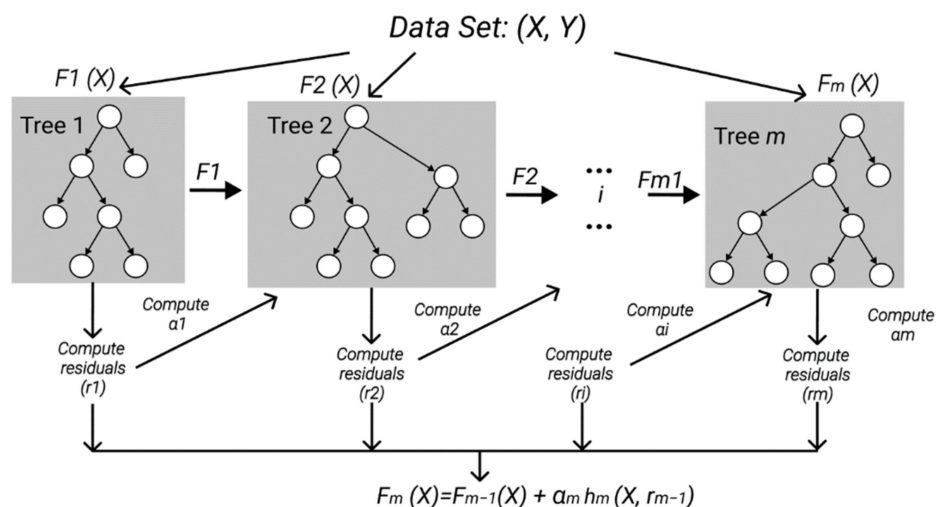 Data Set: (X, Y)
F1 (X)
F2 (X)
Fm (X)
Tree 1
Tree 2
Tree m
F1
F2
...
i
...
Fm1
Compute
α1
Compute
α2
Compute
αi
Compute
αm
Compute
residuals
(r1)
Compute
residuals
(r2)
Compute
residuals
(ri)
Compute
residuals
(rm)
Fm (X)=Fm−1(X) + αm hm (X, rm−1)